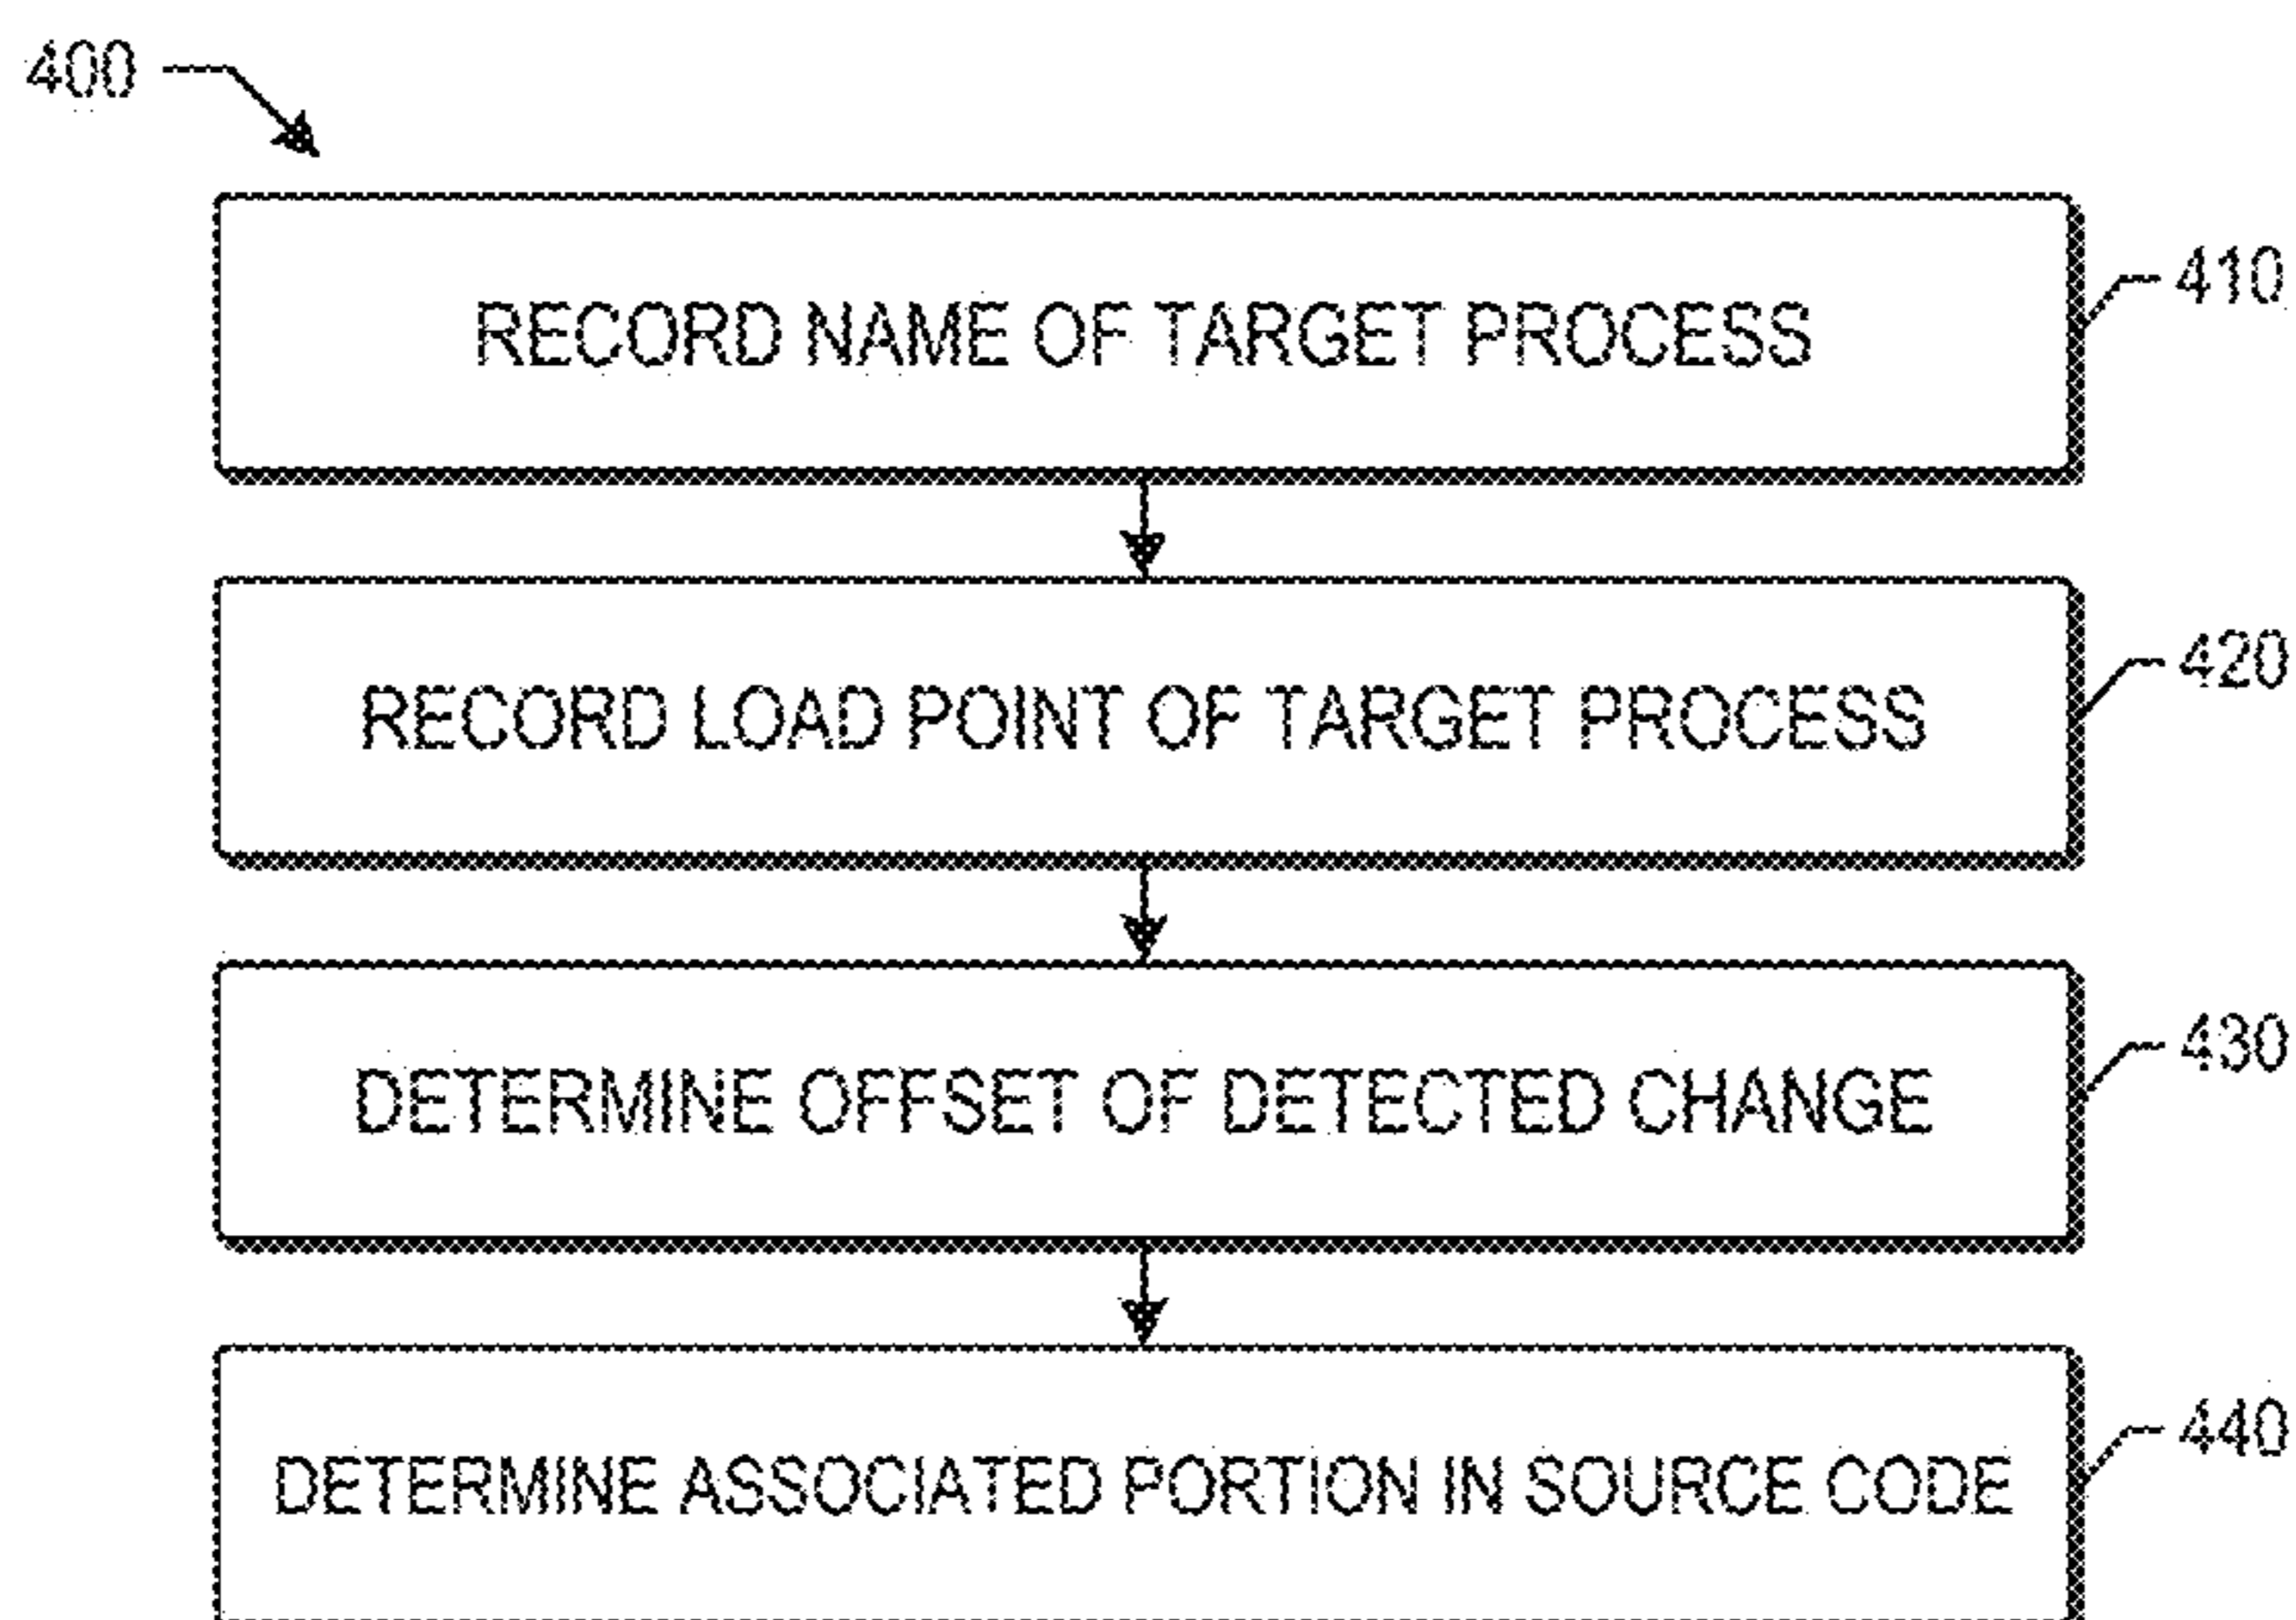 400
RECORD NAME OF TARGET PROCESS
410
RECORD LOAD POINT OF TARGET PROCESS
420
DETERMINE OFFSET OF DETECTED CHANGE
430
DETERMINE ASSOCIATED PORTION IN SOURCE CODE
440